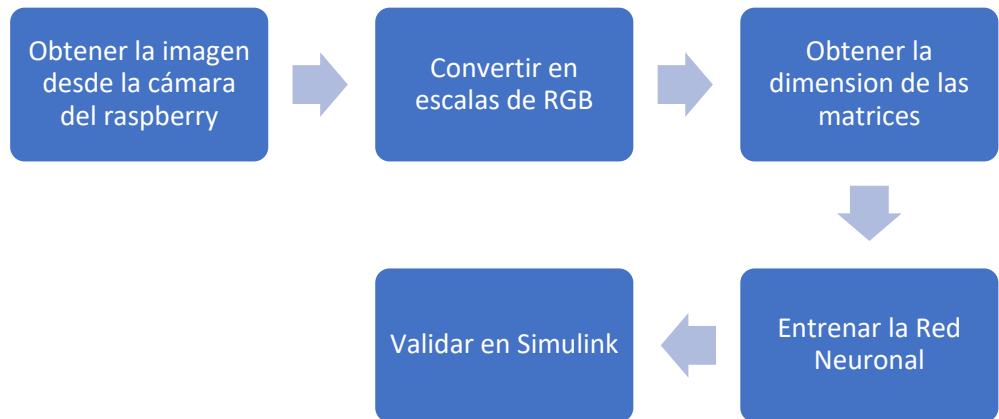 Obtener la imagen
desde la cámara
del raspberry
Convertir en
escalas de RGB
Obtener la
dimension de las
matrices
Entrenar la Red
Neuronal
Validar en Simulink